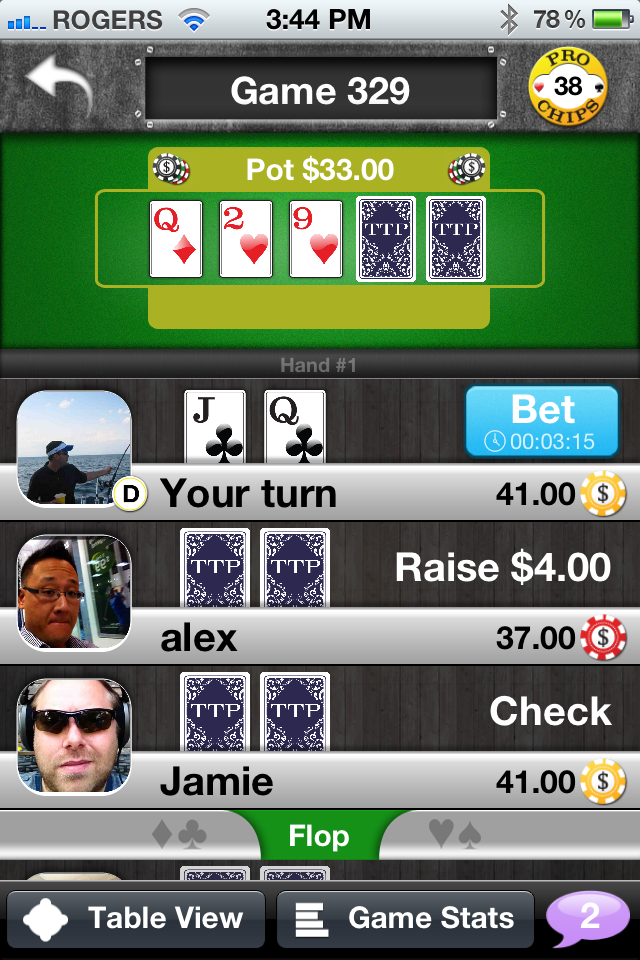 ROGERS 3:44 PM 78 %
Game 329
PRO 38 CHIPS
Pot $33.00
Q 2 9 TTP TTP
Hand #1
J Q
Bet
00:03:15
D Your turn 41.00 $
TTP TTP
Raise $4.00
alex 37.00 $
TTP TTP
Check
Jamie 41.00 $
Flop
Table View Game Stats 2